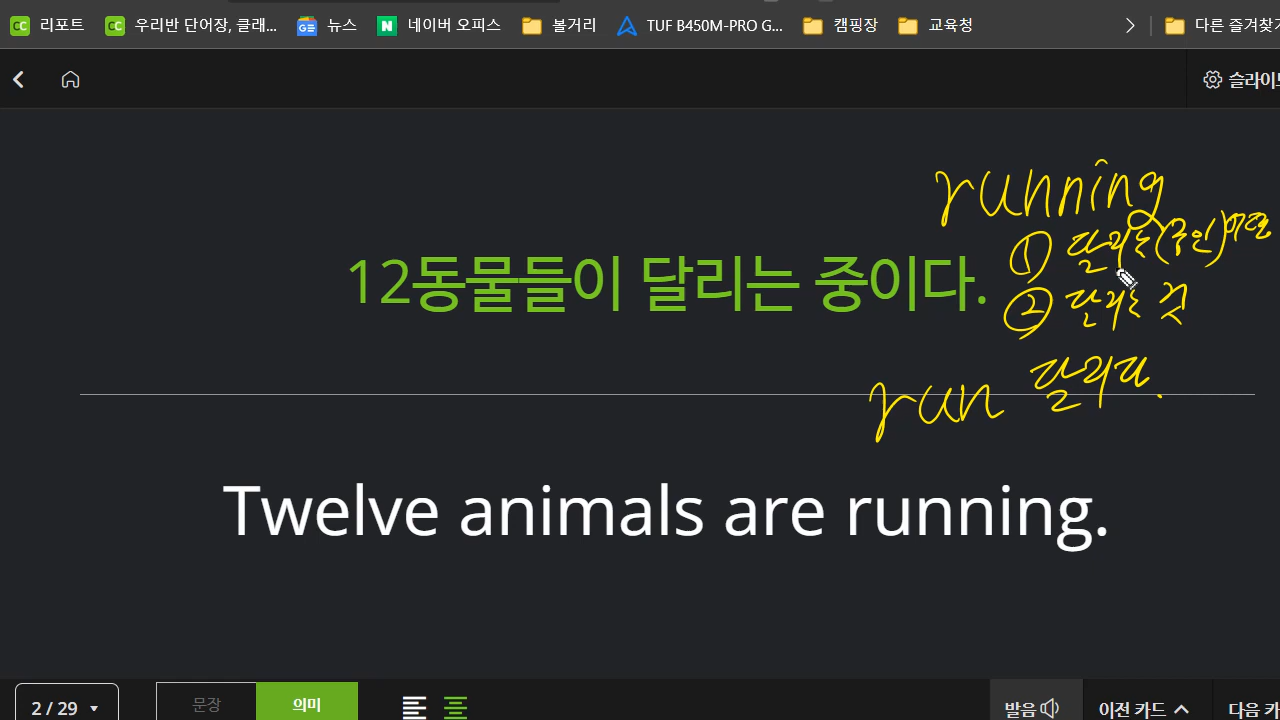 리포트 우리반 단어장, 클래... 뉴스 네이버 오피스 볼거리 TUF B450M-PRO G... 캠핑장 교육청 다른 즐겨찾기
슬라이드
running
① 달리는(중인)
12동물들이 달리는 중이다.
② 달리는 것
run 달리다.
Twelve animals are running.
2 / 29 문장 의미 발음 이전 카드 다음 카